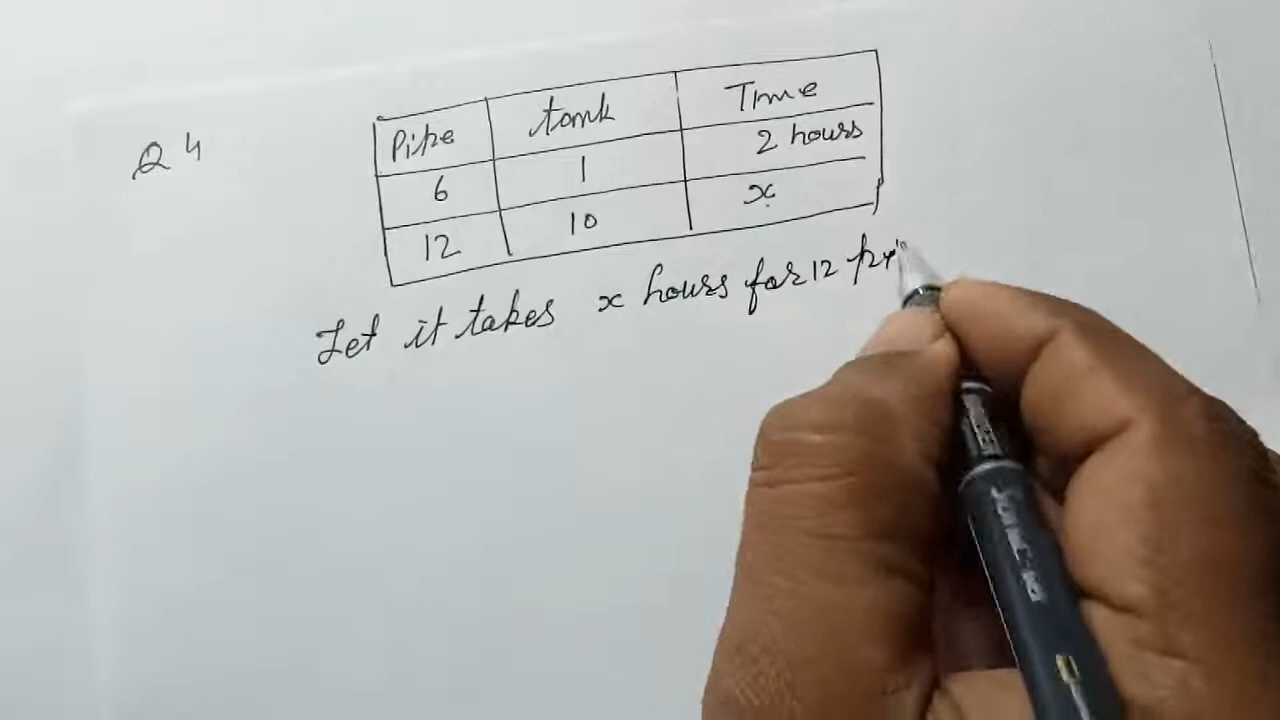 Q 4
Pipe tank Time
6 1 2 hours
12 10 x
Let it takes x hours for 12